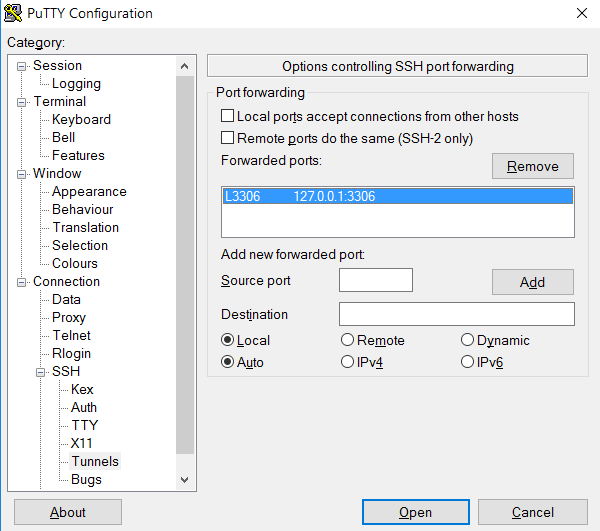 PuTTY Configuration
Category:
Session
Logging
Terminal
Keyboard
Bell
Features
Window
Appearance
Behaviour
Translation
Selection
Colours
Connection
Data
Proxy
Telnet
Rlogin
SSH
Kex
Auth
TTY
X11
Tunnels
Bugs
Options controlling SSH port forwarding
Port forwarding
Local ports accept connections from other hosts
Remote ports do the same (SSH-2 only)
Forwarded ports:
Remove
L3306 127.0.0.1:3306
Add new forwarded port:
Source port
Add
Destination
Local Remote Dynamic
Auto IPv4 IPv6
About
Open
Cancel